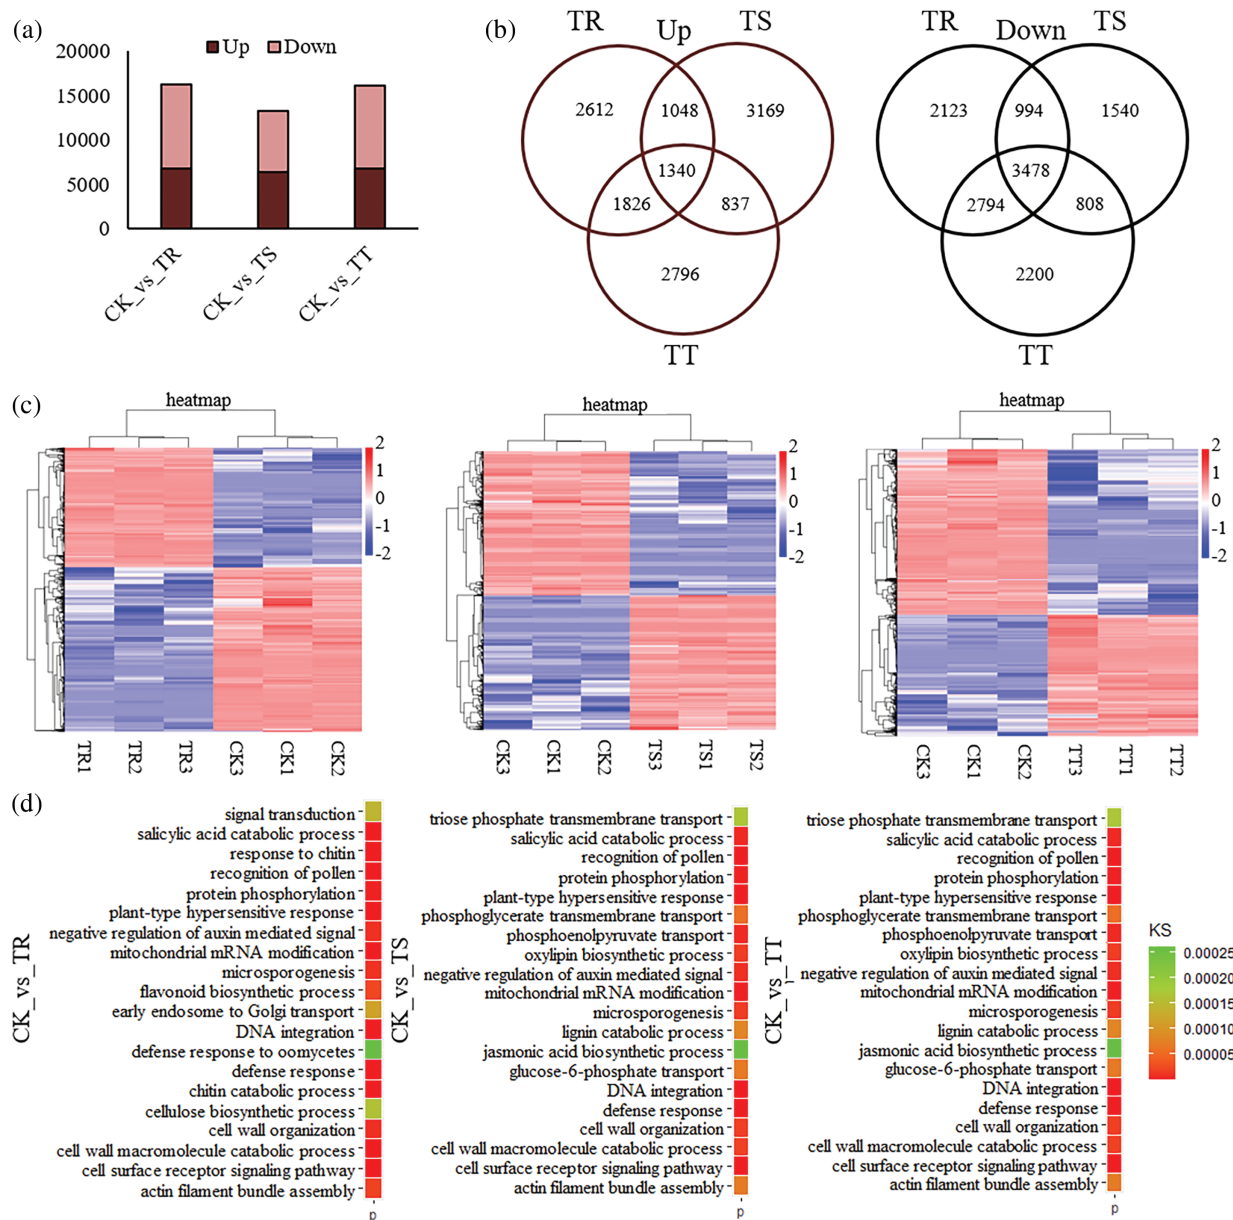 (a)
20000
15000
10000
5000
0
Up Down
CK_vs_TR
CK_vs_TS
CK_vs_TT
(b)
TR Up TS
2612 1048 3169
1340
1826 837
2796
TT
TR Down TS
2123 994 1540
3478
2794 808
2200
TT
(c)
heatmap
2
1
0
-1
-2
TR1 TR2 TR3 CK3 CK1 CK2
heatmap
2
1
0
-1
-2
CK3 CK1 CK2 TS3 TS1 TS2
heatmap
2
1
0
-1
-2
CK3 CK1 CK2 TT3 TT1 TT2
(d)
CK_vs_TR
signal transduction
salicylic acid catabolic process
response to chitin
recognition of pollen
protein phosphorylation
plant-type hypersensitive response
negative regulation of auxin mediated signal
mitochondrial mRNA modification
microsporogenesis
flavonoid biosynthetic process
early endosome to Golgi transport
DNA integration
defense response to oomycetes
defense response
chitin catabolic process
cellulose biosynthetic process
cell wall organization
cell wall macromolecule catabolic process
cell surface receptor signaling pathway
actin filament bundle assembly
p
CK_vs_TS
triose phosphate transmembrane transport
salicylic acid catabolic process
recognition of pollen
protein phosphorylation
plant-type hypersensitive response
phosphoglycerate transmembrane transport
phosphoenolpyruvate transport
oxylipin biosynthetic process
negative regulation of auxin mediated signal
mitochondrial mRNA modification
microsporogenesis
lignin catabolic process
jasmonic acid biosynthetic process
glucose-6-phosphate transport
DNA integration
defense response
cell wall organization
cell wall macromolecule catabolic process
cell surface receptor signaling pathway
actin filament bundle assembly
p
CK_vs_TT
triose phosphate transmembrane transport
salicylic acid catabolic process
recognition of pollen
protein phosphorylation
plant-type hypersensitive response
phosphoglycerate transmembrane transport
phosphoenolpyruvate transport
oxylipin biosynthetic process
negative regulation of auxin mediated signal
mitochondrial mRNA modification
microsporogenesis
lignin catabolic process
jasmonic acid biosynthetic process
glucose-6-phosphate transport
DNA integration
defense response
cell wall organization
cell wall macromolecule catabolic process
cell surface receptor signaling pathway
actin filament bundle assembly
p
KS
0.00025
0.00020
0.00015
0.00010
0.00005